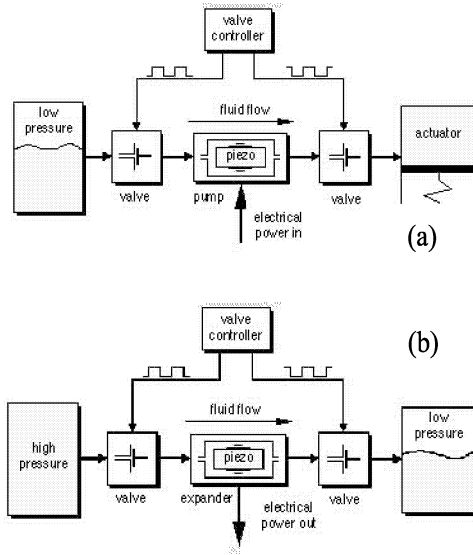 valve
controller
low
pressure
fluid flow
actuator
piezo
valve
pump
valve
electrical
power in
(a)
valve
controller
(b)
fluid flow
low
pressure
high
pressure
piezo
valve
expander
valve
electrical
power out